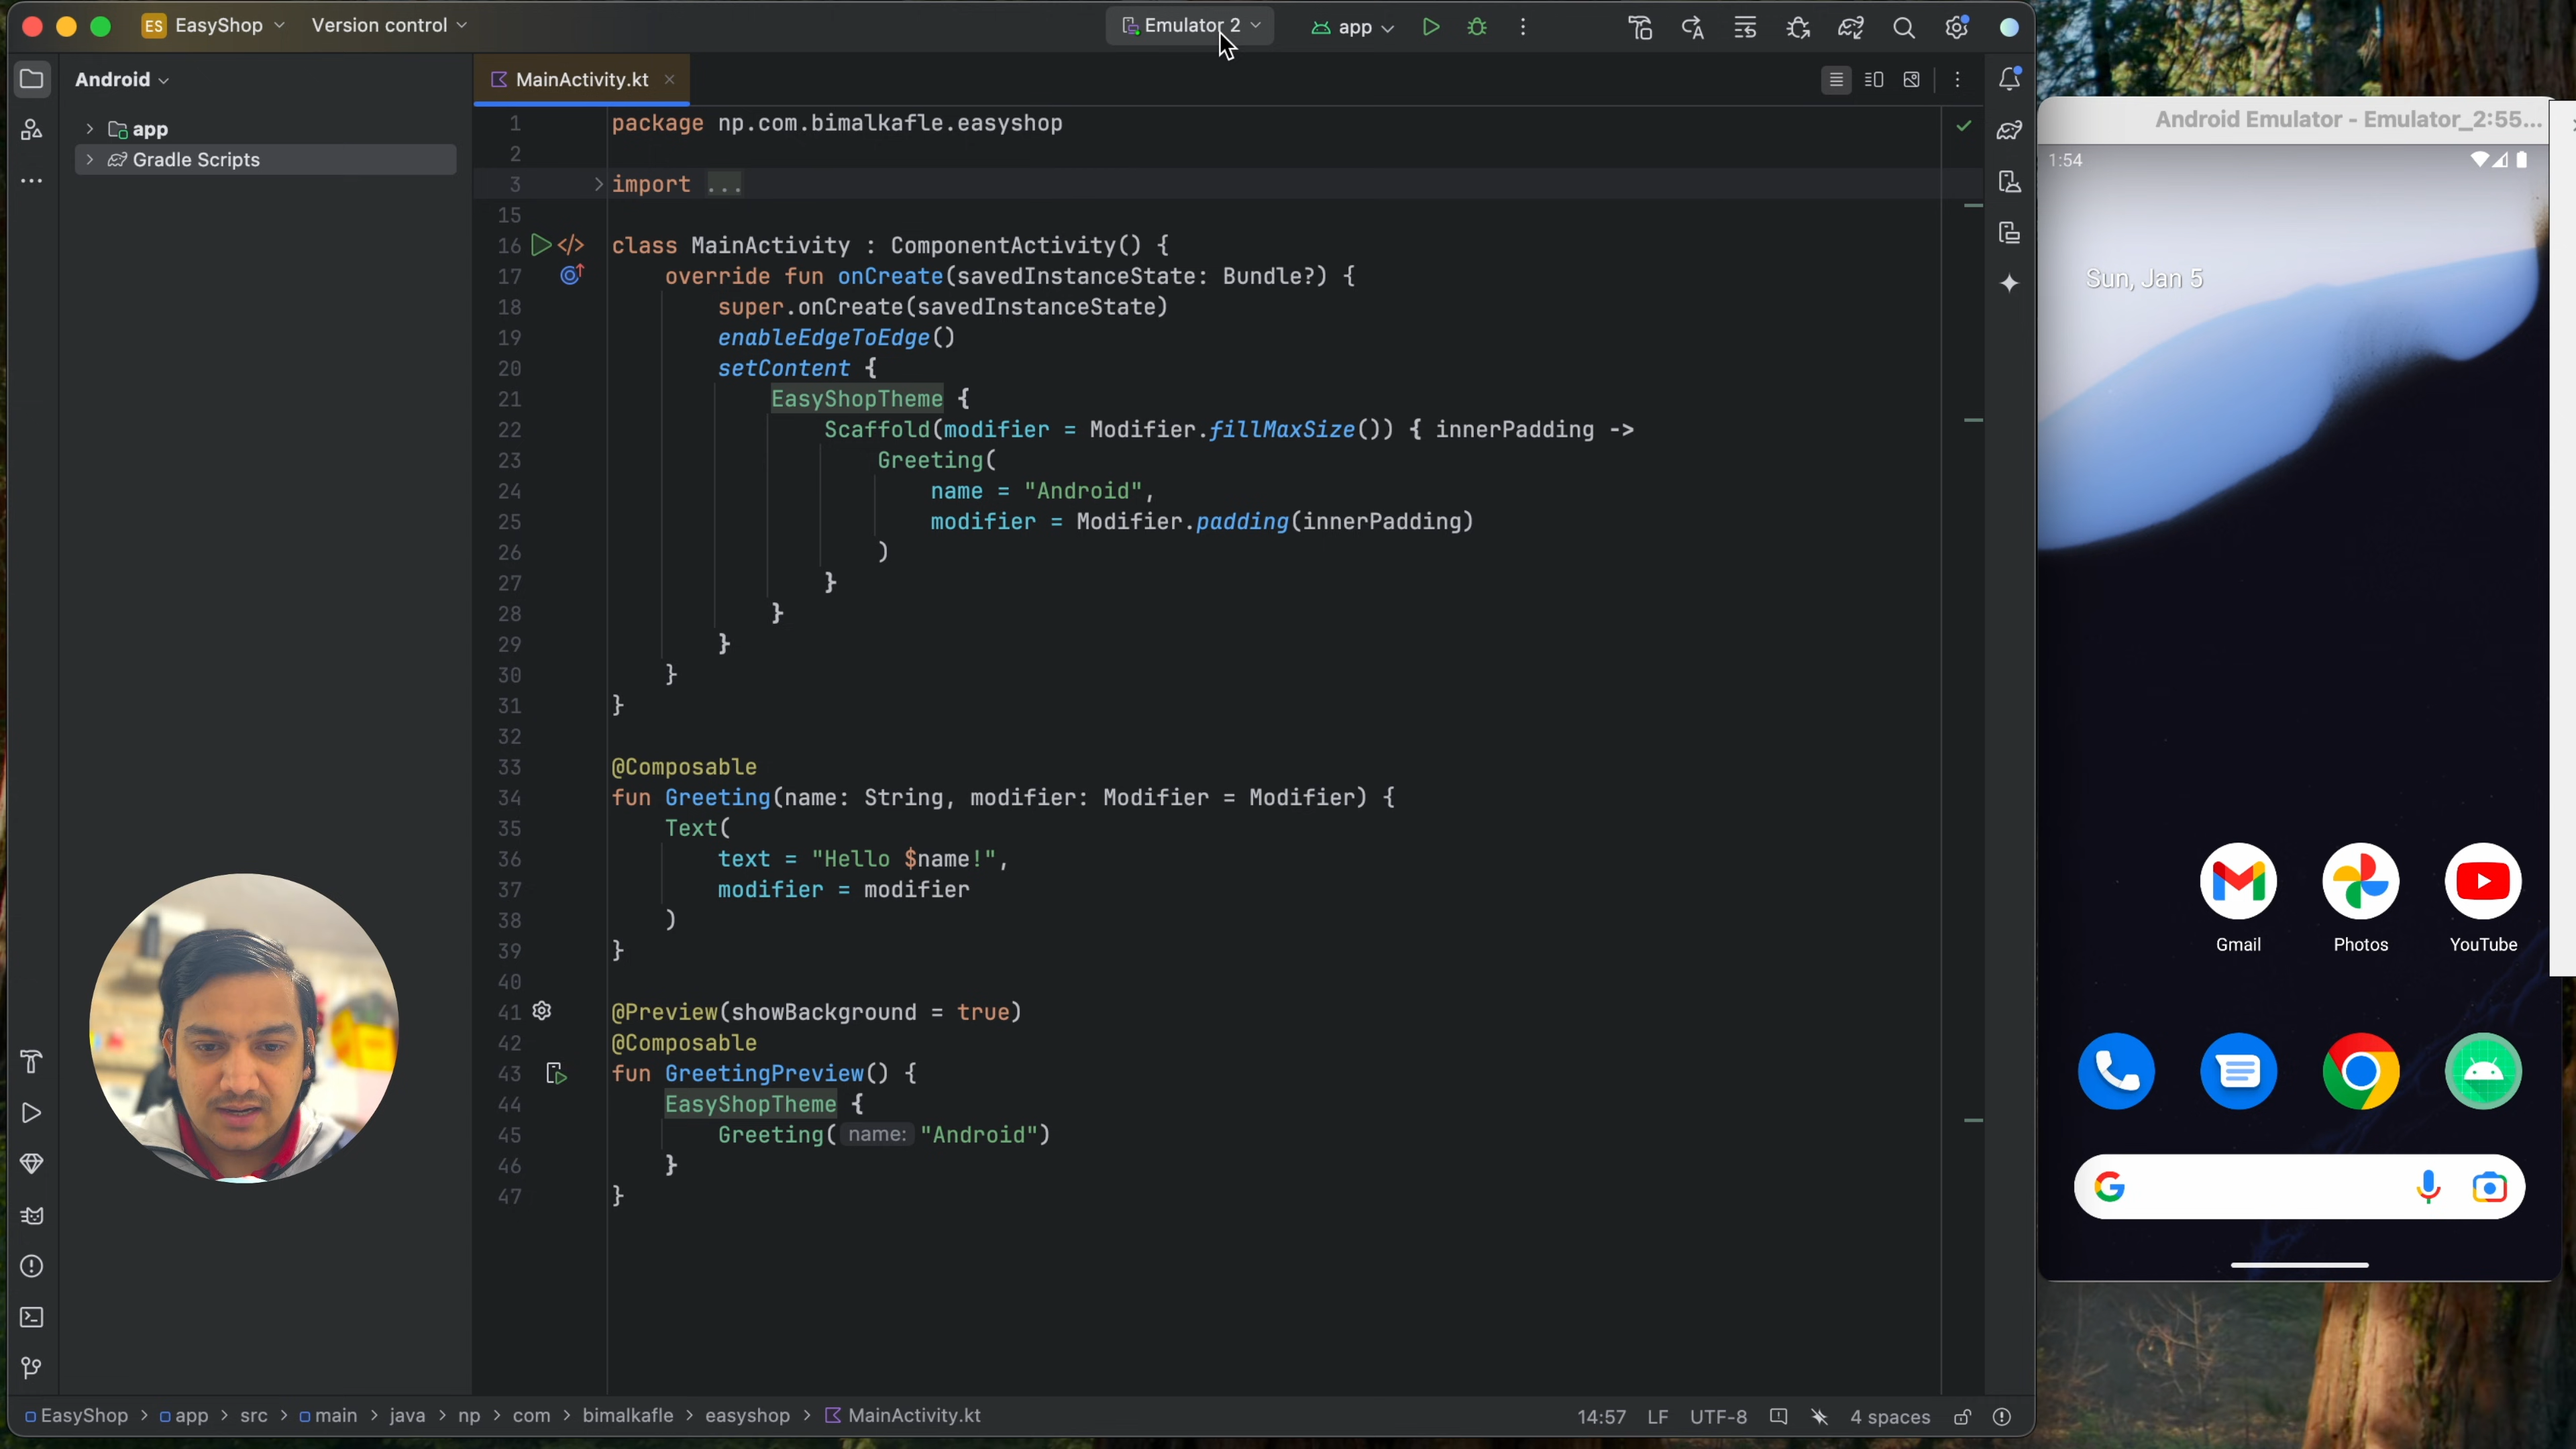 ES EasyShop Version control Emulator 2 app
Android MainActivity.kt
app
Gradle Scripts
1 package np.com.bimalkafle.easyshop
2
3 import ...
15
16 class MainActivity : ComponentActivity() {
17 override fun onCreate(savedInstanceState: Bundle?) {
18 super.onCreate(savedInstanceState)
19 enableEdgeToEdge()
20 setContent {
21 EasyShopTheme {
22 Scaffold(modifier = Modifier.fillMaxSize()) { innerPadding ->
23 Greeting(
24 name = "Android",
25 modifier = Modifier.padding(innerPadding)
26 )
27 }
28 }
29 }
30 }
31 }
32
33 @Composable
34 fun Greeting(name: String, modifier: Modifier = Modifier) {
35 Text(
36 text = "Hello $name!",
37 modifier = modifier
38 )
39 }
40
41 @Preview(showBackground = true)
42 @Composable
43 fun GreetingPreview() {
44 EasyShopTheme {
45 Greeting( name: "Android")
46 }
47 }
EasyShop > app > src > main > java > np > com > bimalkafle > easyshop > MainActivity.kt
14:57 LF UTF-8 4 spaces
Android Emulator - Emulator_2:55...
1:54
Sun, Jan 5
Gmail Photos YouTube